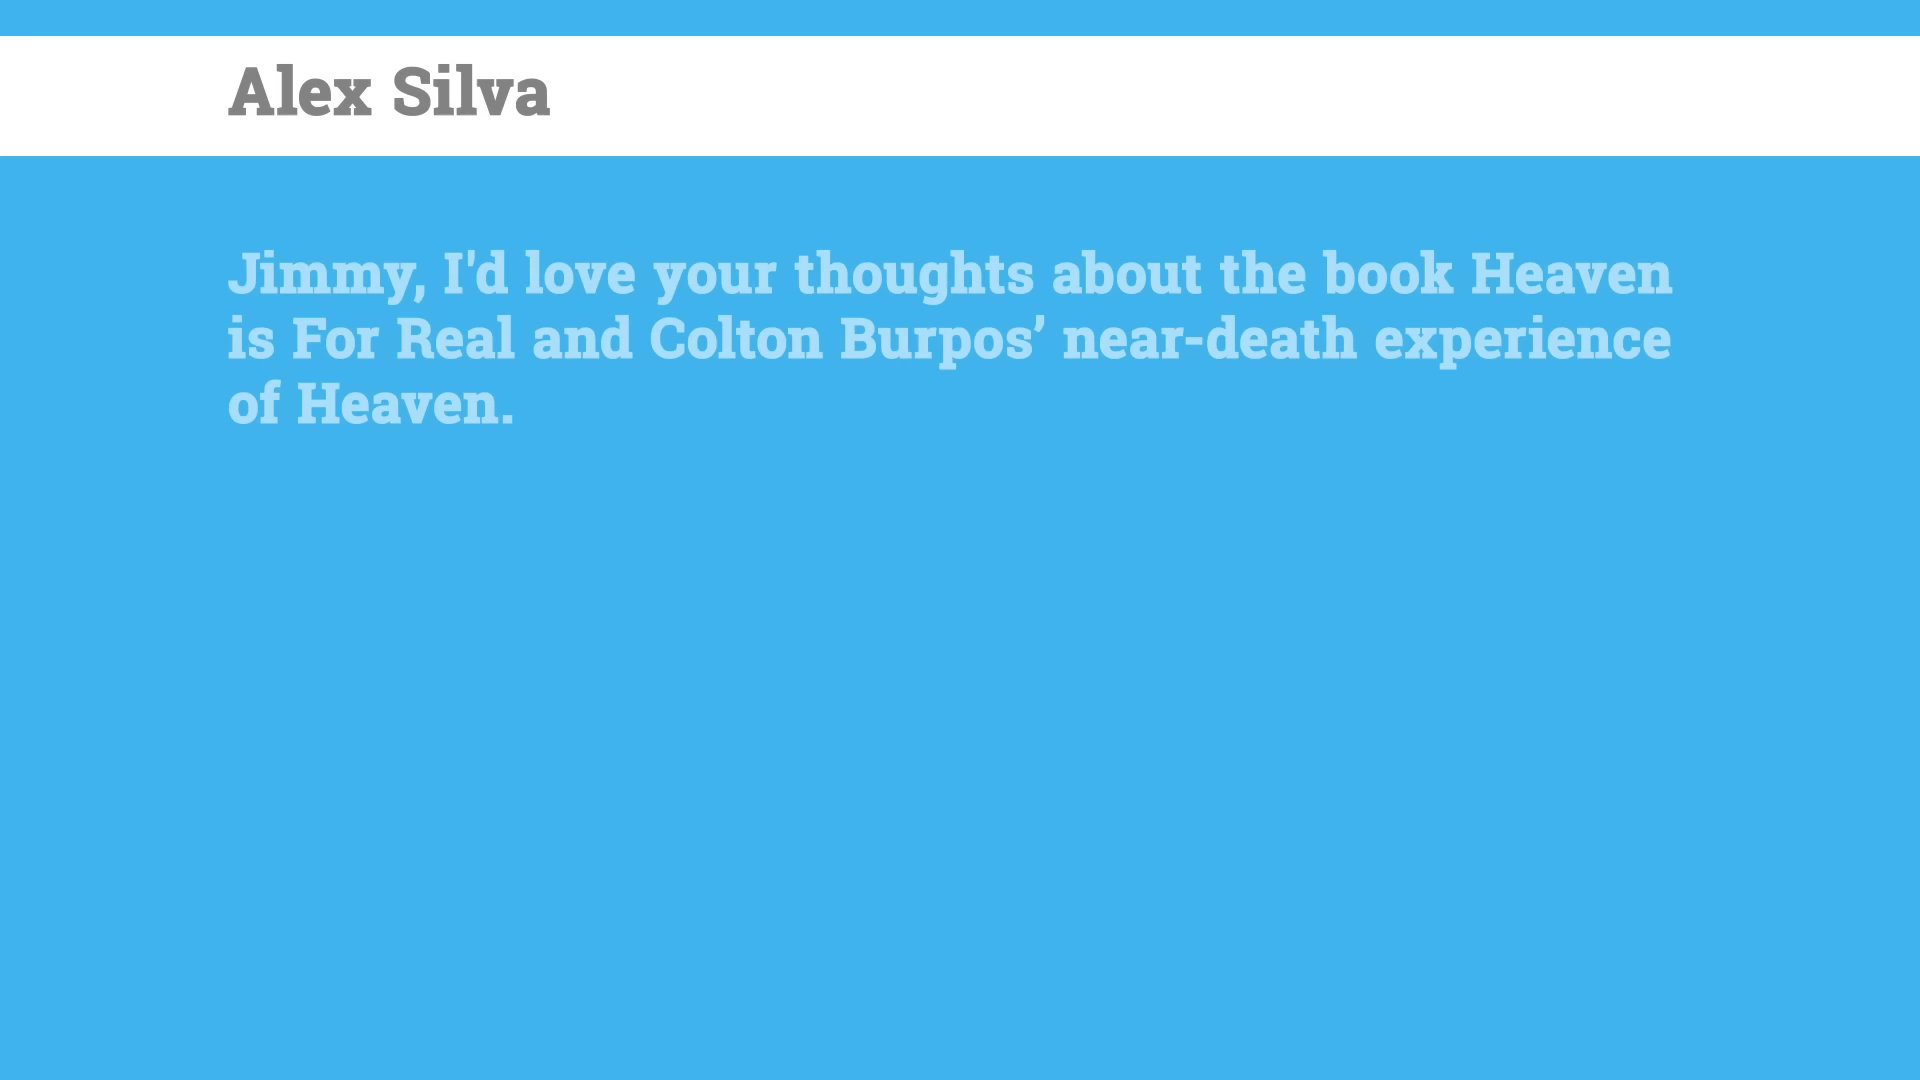 Alex Silva
Jimmy, I'd love your thoughts about the book Heaven
is For Real and Colton Burpos’ near-death experience
of Heaven.